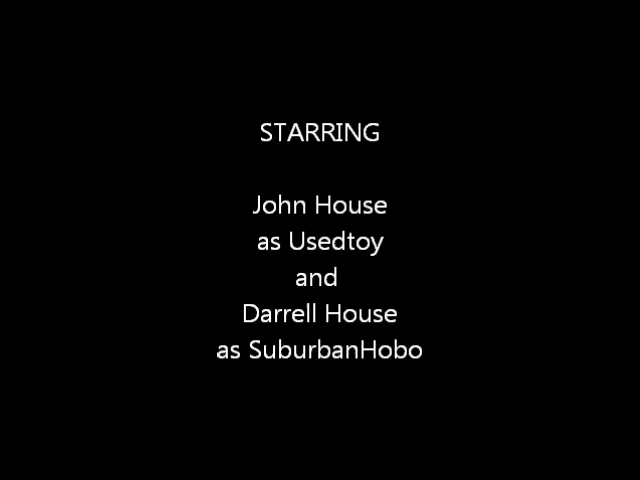 STARRING
John House
as Usedtoy
and
Darrell House
as SuburbanHobo